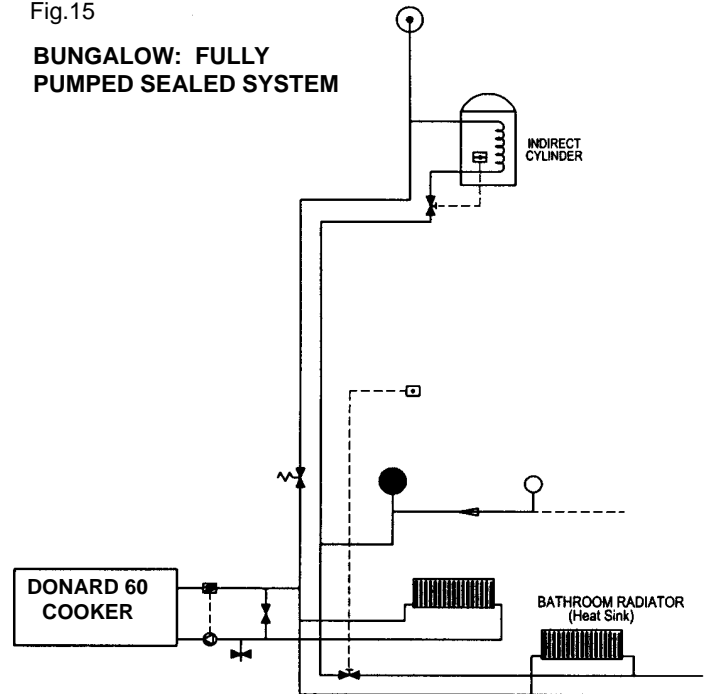 Fig.15
BUNGALOW: FULLY
PUMPED SEALED SYSTEM
INDIRECT
CYLINDER
DONARD 60
COOKER
BATHROOM RADIATOR
(Heat Sink)